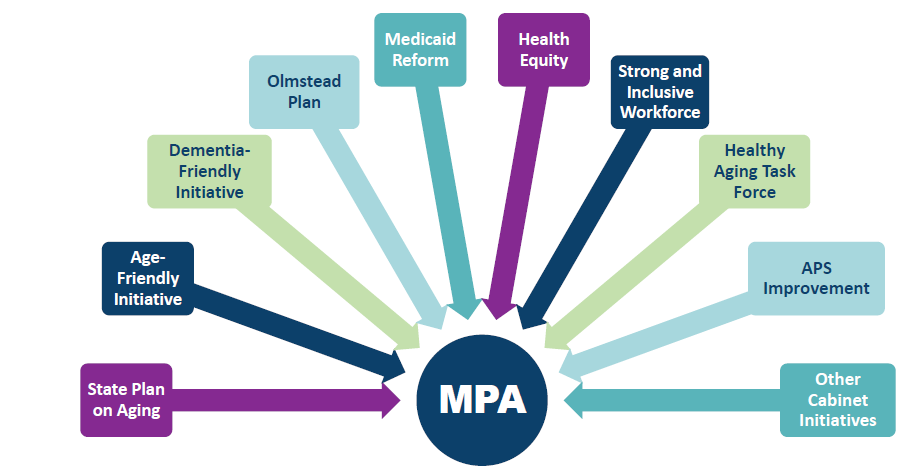 Medicaid
Reform
Health
Equity
Olmstead
Plan
Strong and
Inclusive
Workforce
Dementia-
Friendly
Initiative
Healthy
Aging Task
Force
Age-
Friendly
Initiative
APS
Improvement
State Plan
on Aging
MPA
Other
Cabinet
Initiatives